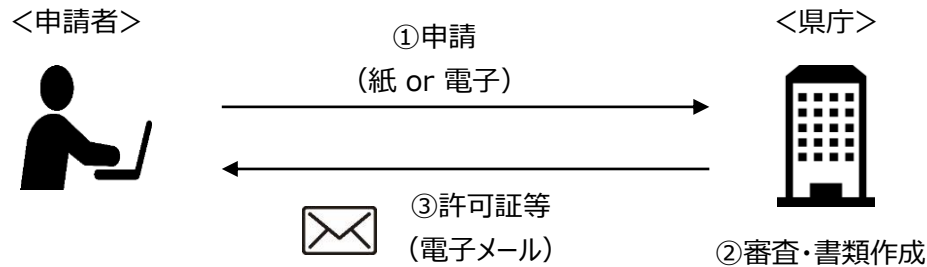 ＜申請者＞
＜県庁＞
①申請
（紙 or 電子）
③許可証等
（電子メール）
②審査・書類作成